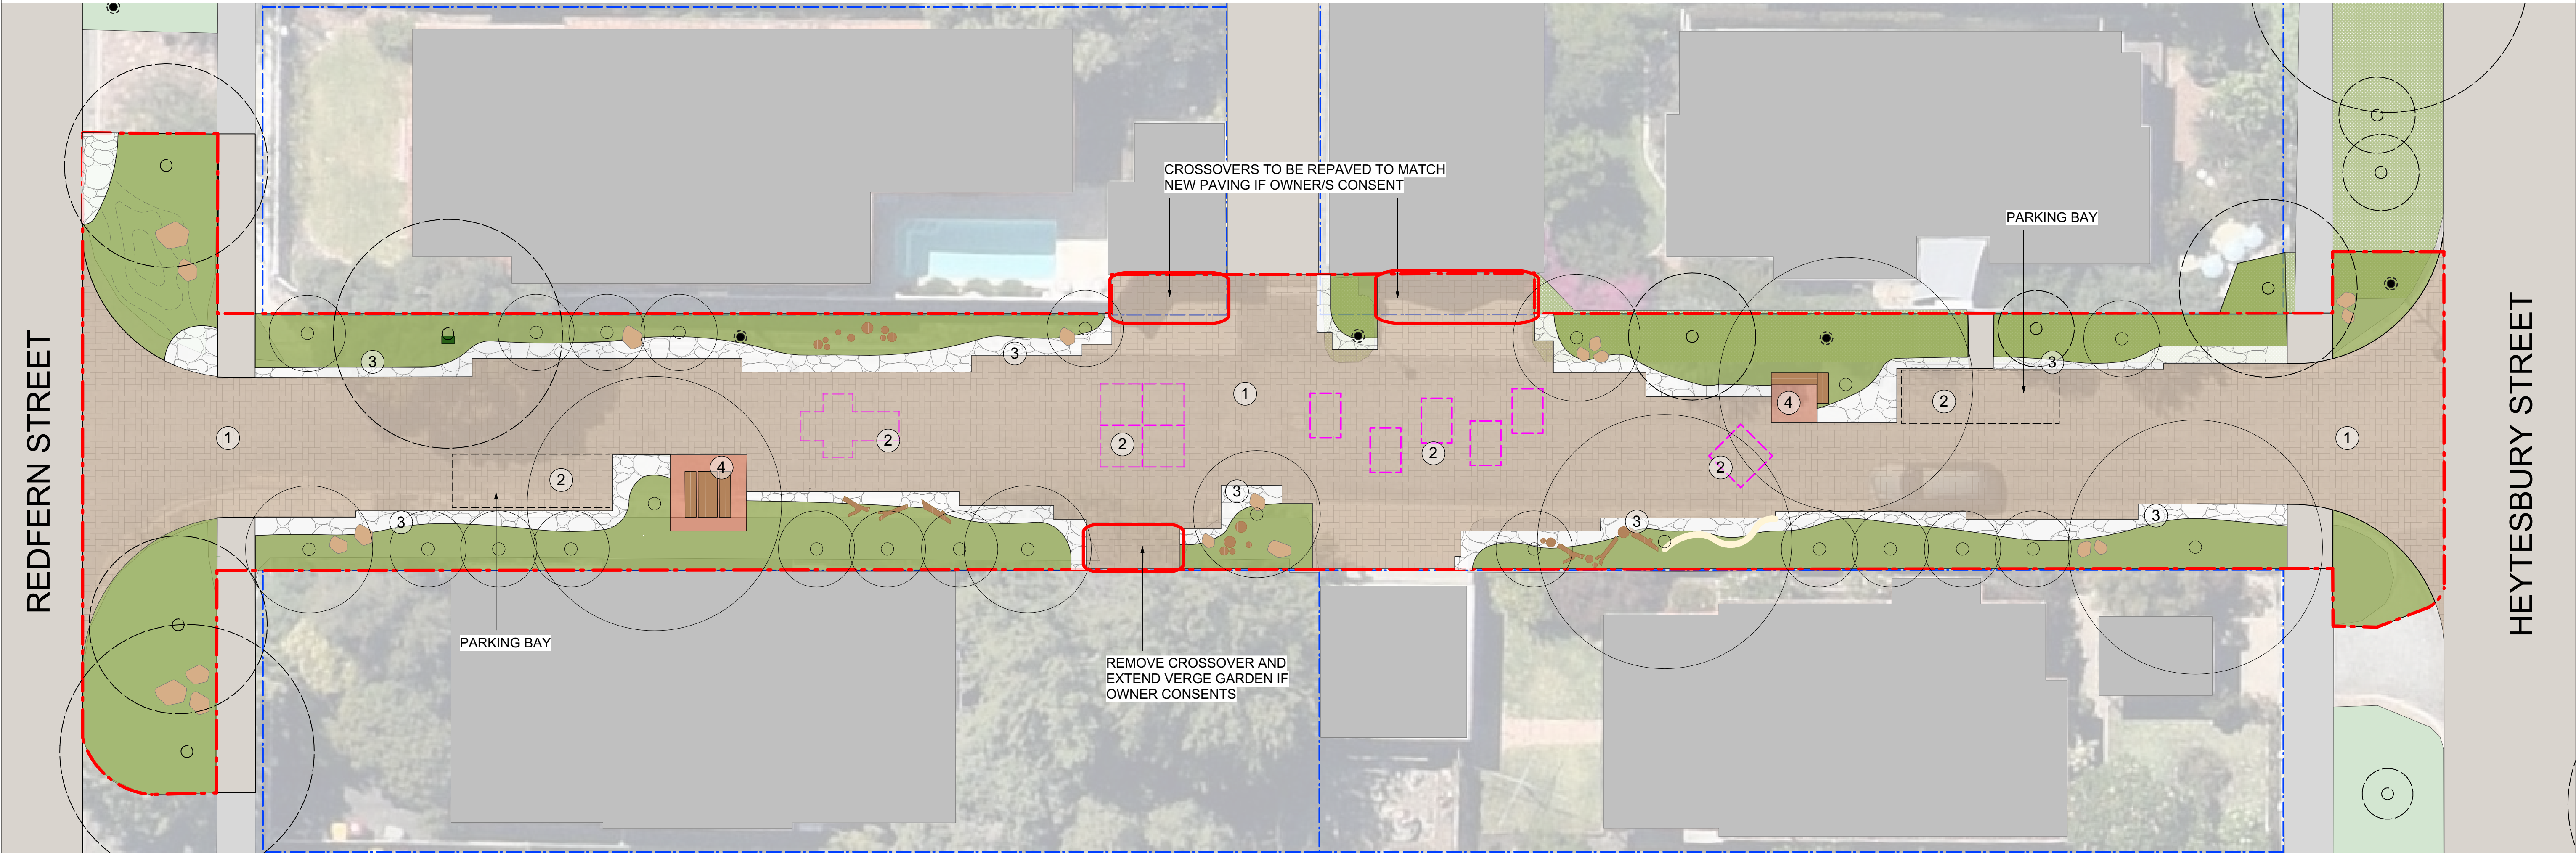 REDFERN STREET
CROSSOVERS TO BE REPAVED TO MATCH
NEW PAVING IF OWNER/S CONSENT
PARKING BAY
3
3
3
1
1
2
2
2
2
2
2
4
4
1
3
3
3
3
PARKING BAY
REMOVE CROSSOVER AND
EXTEND VERGE GARDEN IF
OWNER CONSENTS
HEYTESBURY STREET